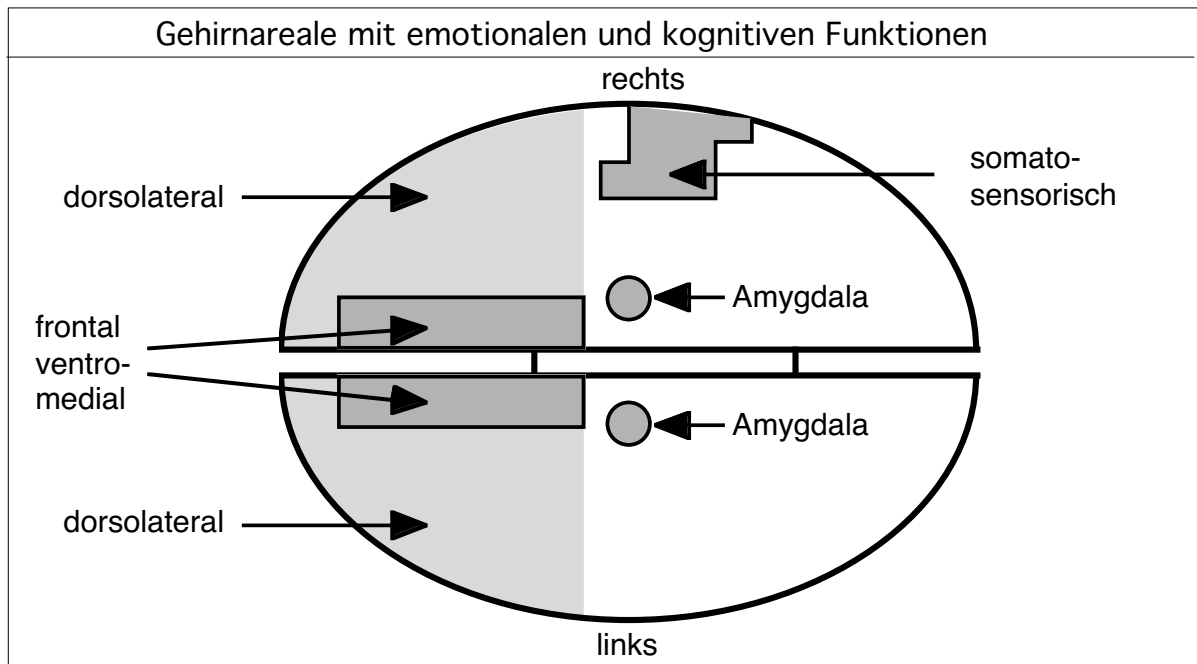 Gehirnareale mit emotionalen und kognitiven Funktionen
rechts
dorsolateral
somato-
sensorisch
Amygdala
frontal
ventro-
medial
Amygdala
dorsolateral
links